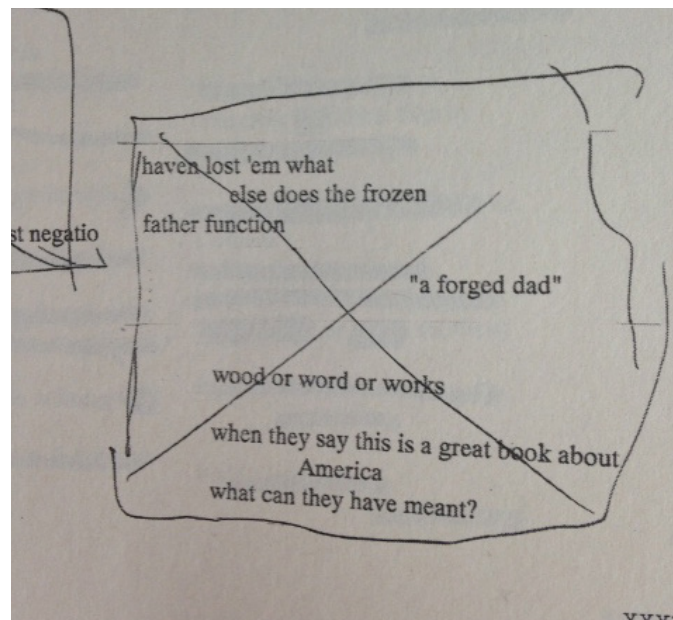 haven lost 'em what
else does the frozen
father function
st negatio
"a forged dad"
wood or word or works
when they say this is a great book about
America
what can they have meant?